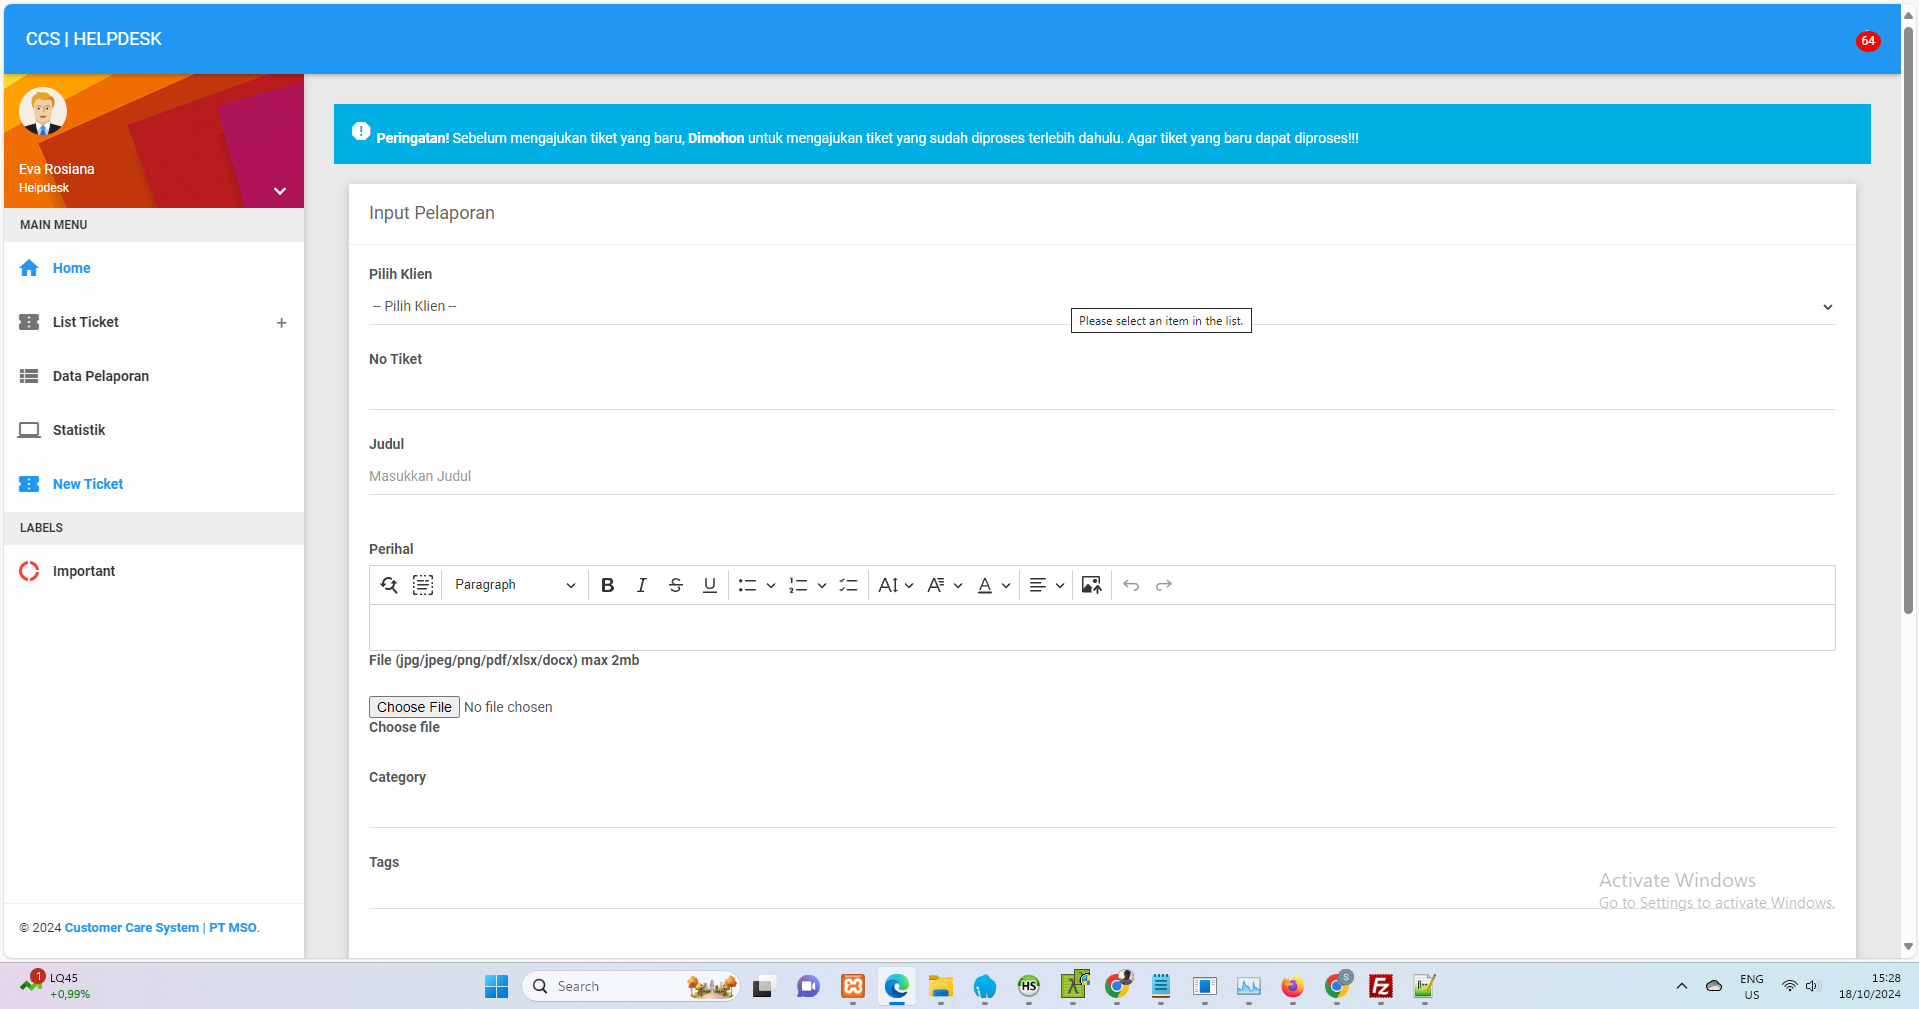 CCS | HELPDESK
64
Eva Rosiana
Helpdesk
MAIN MENU
Home
List Ticket
Data Pelaporan
Statistik
New Ticket
LABELS
Important
© 2024 Customer Care System | PT MSO.
Peringatan! Sebelum mengajukan tiket yang baru, Dimohon untuk mengajukan tiket yang sudah diproses terlebih dahulu. Agar tiket yang baru dapat diproses!!!
Input Pelaporan
Pilih Klien
-- Pilih Klien --
Please select an item in the list.
No Tiket
Judul
Masukkan Judul
Perihal
Paragraph
File (jpg/jpeg/png/pdf/xlsx/docx) max 2mb
Choose File No file chosen
Choose file
Category
Tags
Activate Windows
Go to Settings to activate Windows.
1
LQ45
+0,99%
Search
HS
S
Fz
ENG
US
15:28
18/10/2024